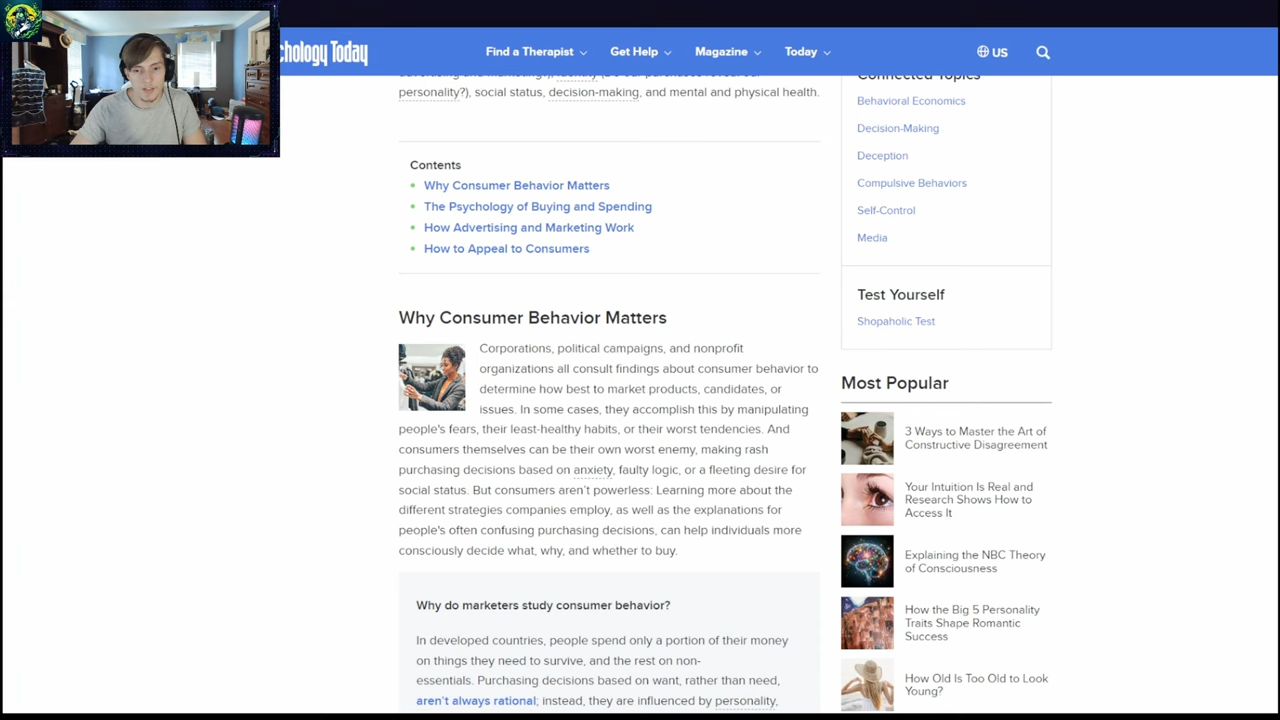 chology Today
Find a Therapist
Get Help
Magazine
Today
US
personality?), social status, decision-making, and mental and physical health.
Contents
Why Consumer Behavior Matters
The Psychology of Buying and Spending
How Advertising and Marketing Work
How to Appeal to Consumers
Why Consumer Behavior Matters
Corporations, political campaigns, and nonprofit
organizations all consult findings about consumer behavior to
determine how best to market products, candidates, or
issues. In some cases, they accomplish this by manipulating
people's fears, their least-healthy habits, or their worst tendencies. And
consumers themselves can be their own worst enemy, making rash
purchasing decisions based on anxiety, faulty logic, or a fleeting desire for
social status. But consumers aren't powerless: Learning more about the
different strategies companies employ, as well as the explanations for
people's often confusing purchasing decisions, can help individuals more
consciously decide what, why, and whether to buy.
Why do marketers study consumer behavior?
In developed countries, people spend only a portion of their money
on things they need to survive, and the rest on non-
essentials. Purchasing decisions based on want, rather than need,
aren't always rational; instead, they are influenced by personality,
Connected Topics
Behavioral Economics
Decision-Making
Deception
Compulsive Behaviors
Self-Control
Media
Test Yourself
Shopaholic Test
Most Popular
3 Ways to Master the Art of
Constructive Disagreement
Your Intuition Is Real and
Research Shows How to
Access It
Explaining the NBC Theory
of Consciousness
How the Big 5 Personality
Traits Shape Romantic
Success
How Old Is Too Old to Look
Young?